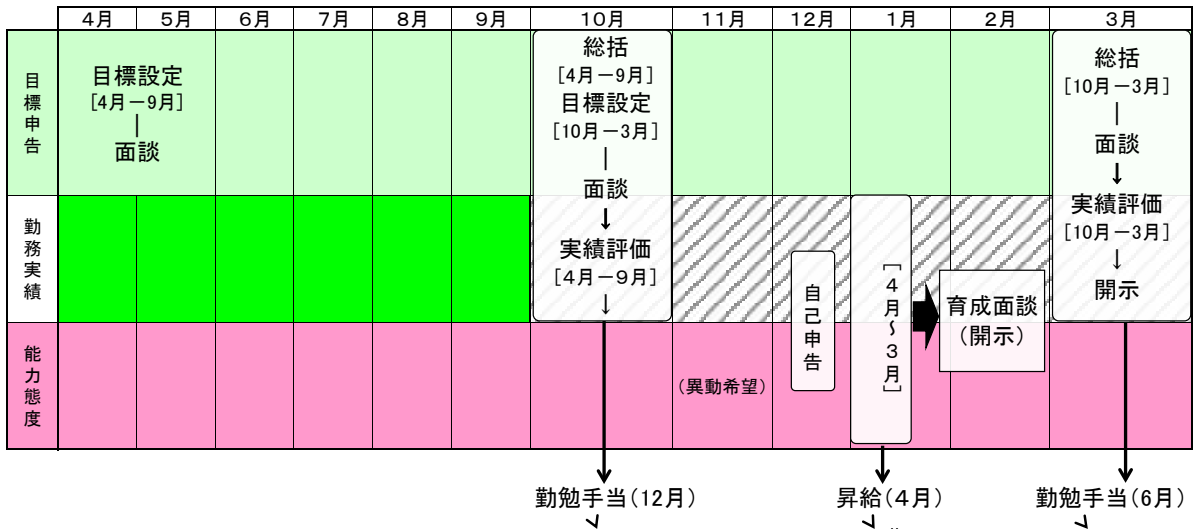 4月 5月 6月 7月 8月 9月 10月 11月 12月 1月 2月 3月
目標申告
目標設定
[4月－9月]
｜
面談
総括
[4月－9月]
目標設定
[10月－3月]
｜
面談
↓
実績評価
[4月－9月]
↓
総括
[10月－3月]
｜
面談
↓
実績評価
[10月－3月]
↓
開示
勤務実績
自己申告
[4月～3月]
育成面談
(開示)
能力態度
(異動希望)
勤勉手当(12月)
昇給(4月)
勤勉手当(6月)